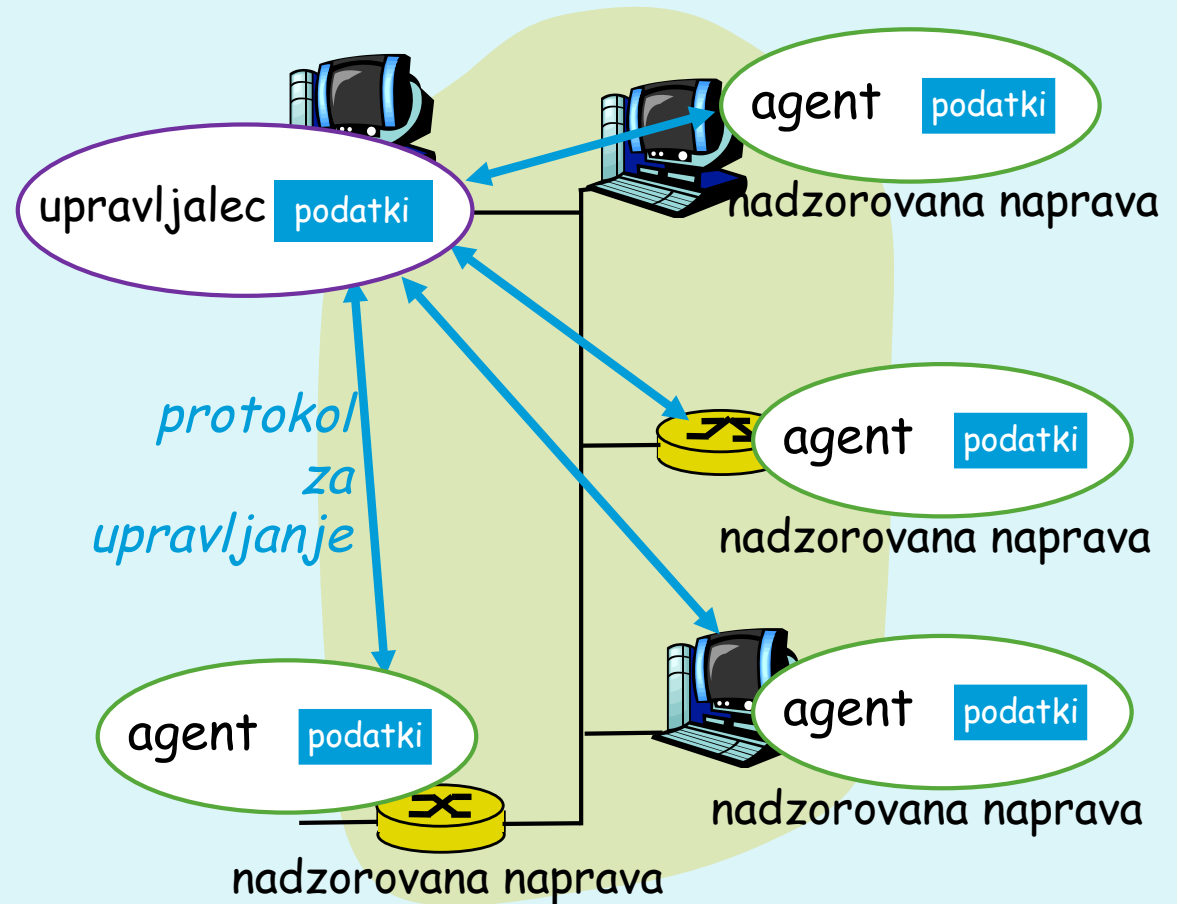 agent podatki
nadzorovana naprava
upravljalec podatki
protokol
za
upravljanje
agent podatki
nadzorovana naprava
agent podatki
nadzorovana naprava
agent podatki
nadzorovana naprava